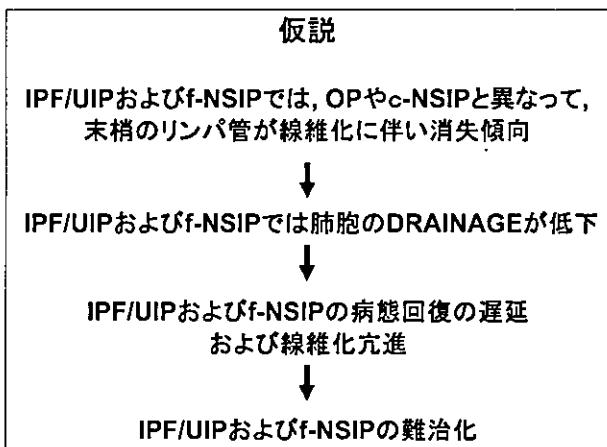 仮説
IPF/UIPおよびf-NSIPでは, OPやc-NSIPと異なって,
末梢のリンパ管が線維化に伴い消失傾向
↓
IPF/UIPおよびf-NSIPでは肺胞のDRAINAGEが低下
↓
IPF/UIPおよびf-NSIPの病態回復の遅延
および線維化亢進
↓
IPF/UIPおよびf-NSIPの難治化